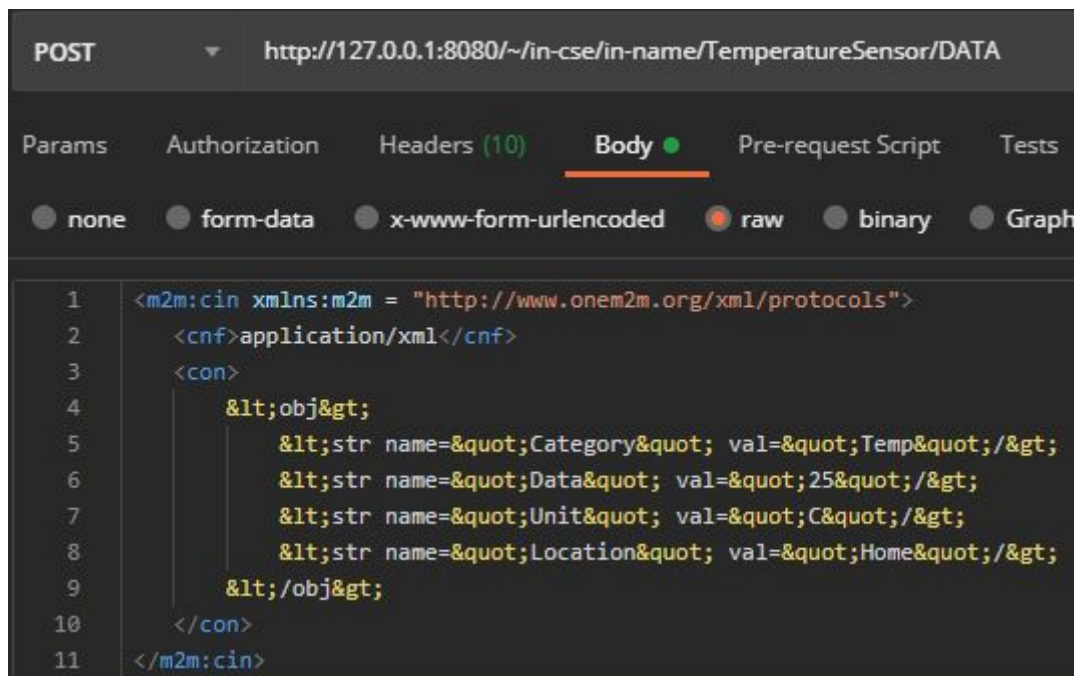 POST http://127.0.0.1:8080/~/in-cse/in-name/TemperatureSensor/DATA
Params Authorization Headers (10) Body Pre-request Script Tests
none form-data x-www-form-urlencoded raw binary Graph
1 <m2m:cin xmlns:m2m = "http://www.onem2m.org/xml/protocols">
2 <cnf>application/xml</cnf>
3 <con>
4 &lt;obj&gt;
5 &lt;str name=&quot;Category&quot; val=&quot;Temp&quot;/&gt;
6 &lt;str name=&quot;Data&quot; val=&quot;25&quot;/&gt;
7 &lt;str name=&quot;Unit&quot; val=&quot;C&quot;/&gt;
8 &lt;str name=&quot;Location&quot; val=&quot;Home&quot;/&gt;
9 &lt;/obj&gt;
10 </con>
11 </m2m:cin>